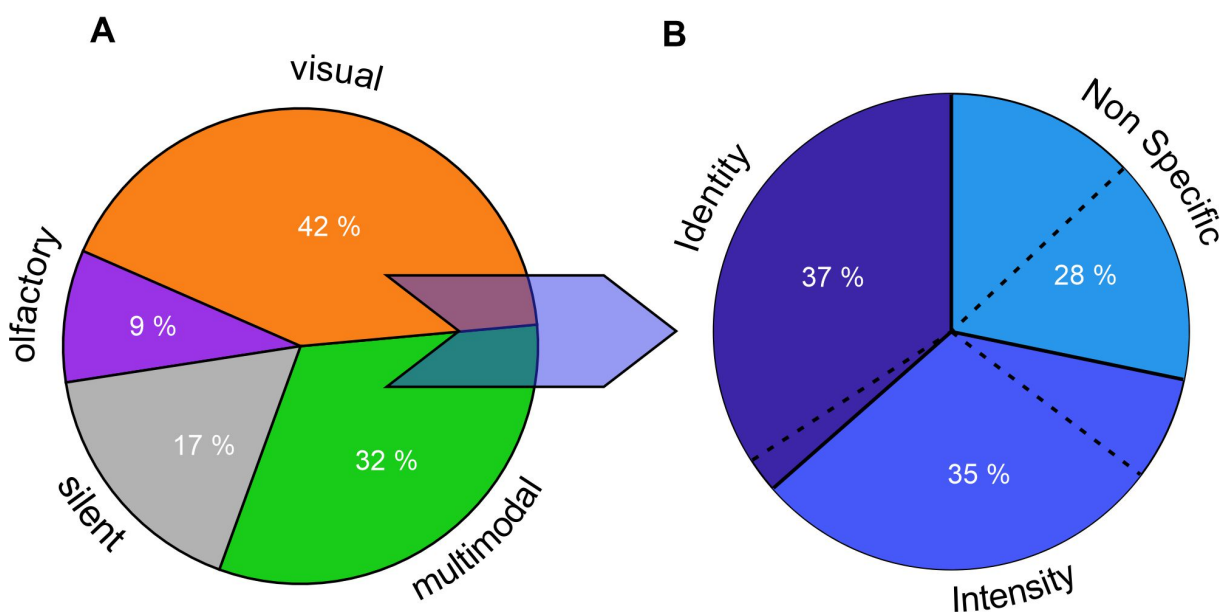 A
visual
42 %
olfactory
9 %
17 %
silent
32 %
multimodal
B
Non Specific
Identity
37 %
28 %
35 %
Intensity